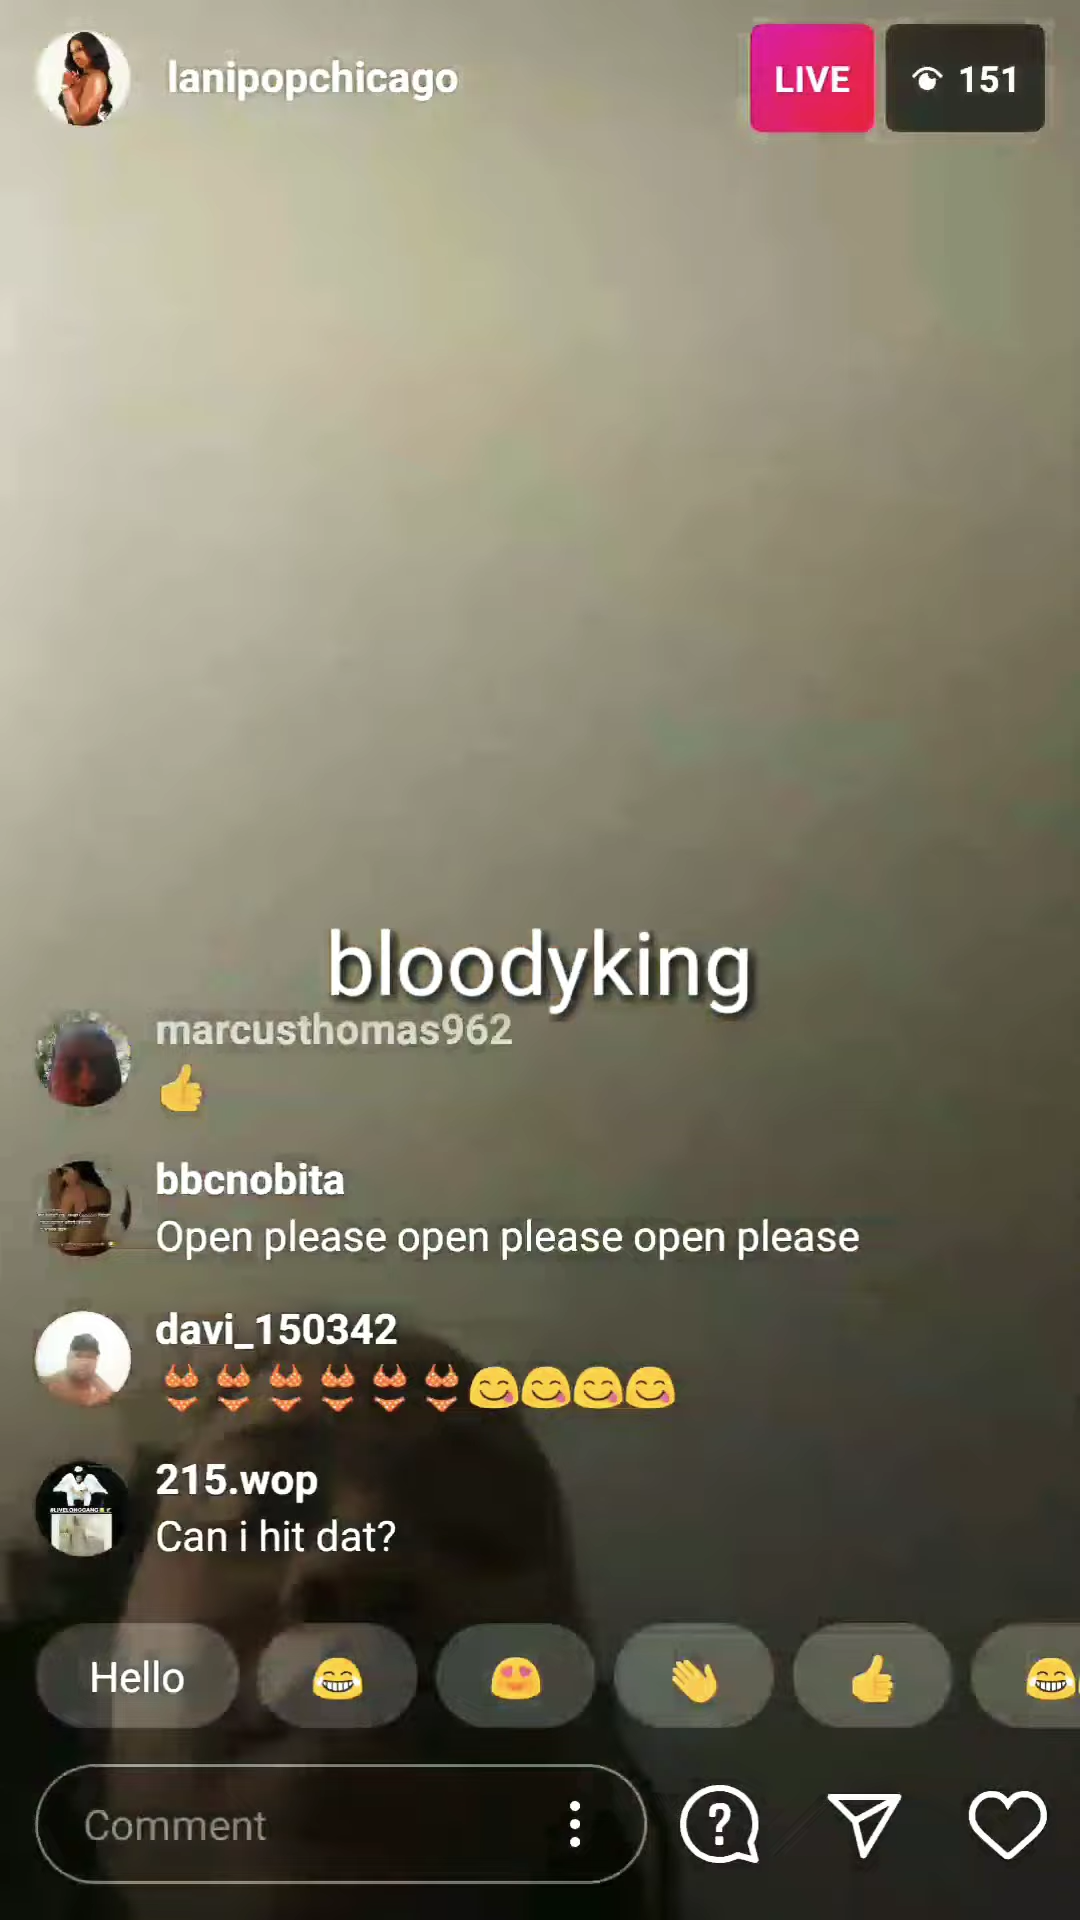 lanipopchicago
LIVE
151
bloodyking
marcusthomas962
👍
bbcnobita
Open please open please open please
davi_150342
👙👙👙👙👙👙😋😋😋😋
215.wop
Can i hit dat?
Hello 😂 😍 👏 👍 😂
Comment